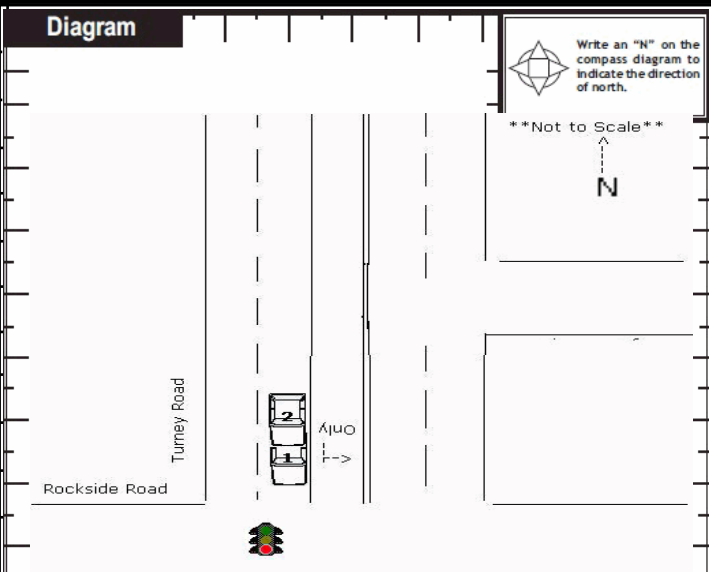 Diagram
Write an “N” on the
compass diagram to
indicate the direction
of north.
**Not to Scale**
N
Turney Road
2
Only
1
Rockside Road